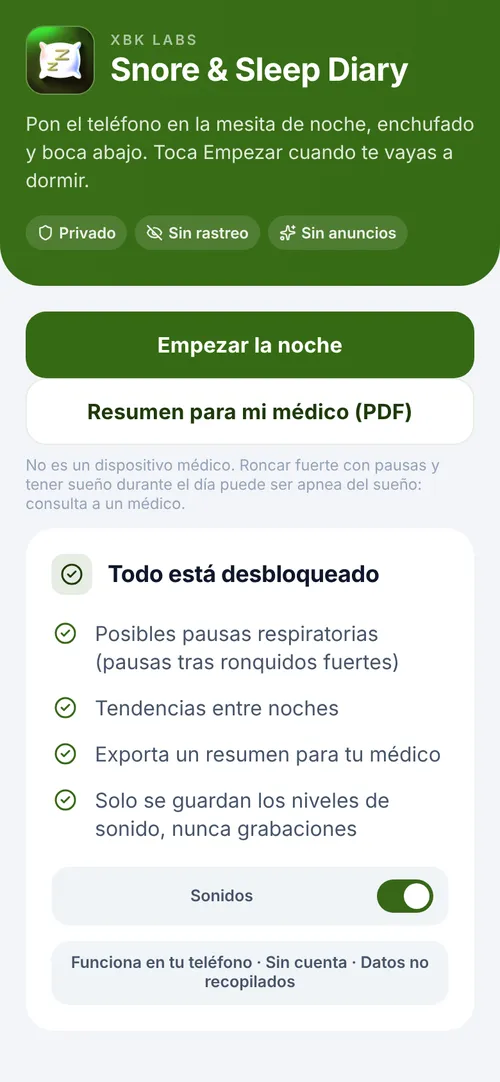 XBK LABS
Snore & Sleep Diary
Pon el teléfono en la mesita de noche, enchufado
y boca abajo. Toca Empezar cuando te vayas a
dormir.
Privado
Sin rastreo
Sin anuncios
Empezar la noche
Resumen para mi médico (PDF)
No es un dispositivo médico. Roncar fuerte con pausas y
tener sueño durante el día puede ser apnea del sueño:
consulta a un médico.
Todo está desbloqueado
Posibles pausas respiratorias
(pausas tras ronquidos fuertes)
Tendencias entre noches
Exporta un resumen para tu médico
Solo se guardan los niveles de
sonido, nunca grabaciones
Sonidos
Funciona en tu teléfono · Sin cuenta · Datos no
recopilados